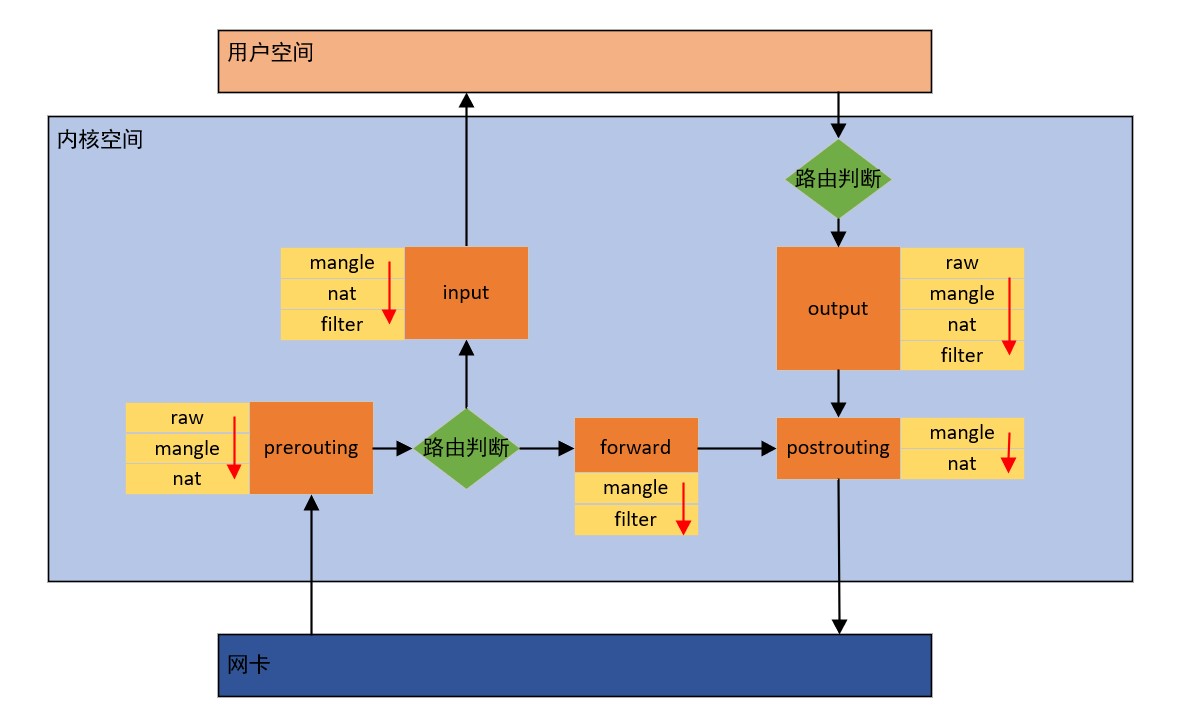 用户空间
内核空间
路由判断
mangle
nat
filter
input
output
raw
mangle
nat
filter
raw
mangle
nat
prerouting
路由判断
forward
mangle
filter
postrouting
mangle
nat
网卡